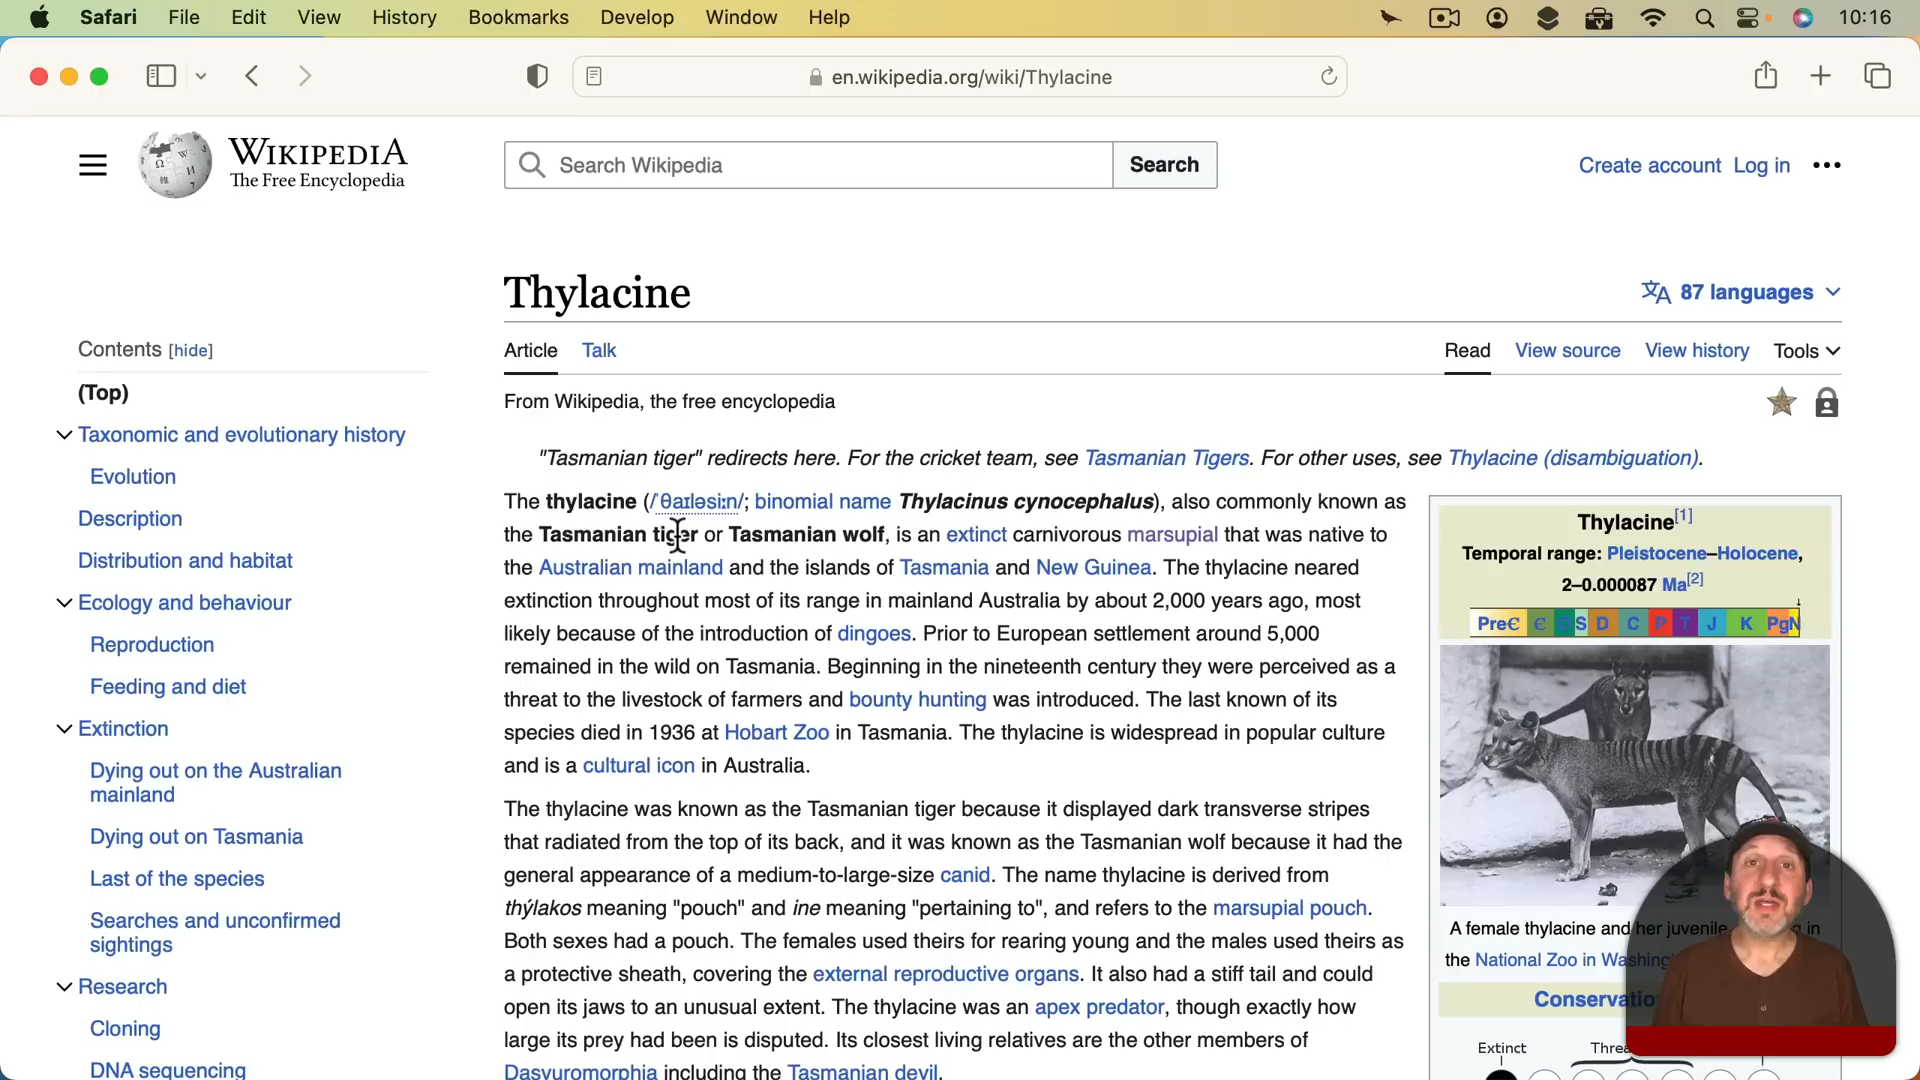 Safari File Edit View History Bookmarks Develop Window Help 10:16
en.wikipedia.org/wiki/Thylacine
WIKIPEDIA
The Free Encyclopedia
Search Wikipedia
Search
Create account Log in
Thylacine
87 languages
Contents [hide]
(Top)
Taxonomic and evolutionary history
Evolution
Description
Distribution and habitat
Ecology and behaviour
Reproduction
Feeding and diet
Extinction
Dying out on the Australian
mainland
Dying out on Tasmania
Last of the species
Searches and unconfirmed
sightings
Research
Cloning
DNA sequencing
Article Talk
Read View source View history Tools
From Wikipedia, the free encyclopedia
"Tasmanian tiger" redirects here. For the cricket team, see Tasmanian Tigers. For other uses, see Thylacine (disambiguation).
The thylacine (/ˈθaɪləsiːn/; binomial name Thylacinus cynocephalus), also commonly known as
the Tasmanian tiger or Tasmanian wolf, is an extinct carnivorous marsupial that was native to
the Australian mainland and the islands of Tasmania and New Guinea. The thylacine neared
extinction throughout most of its range in mainland Australia by about 2,000 years ago, most
likely because of the introduction of dingoes. Prior to European settlement around 5,000
remained in the wild on Tasmania. Beginning in the nineteenth century they were perceived as a
threat to the livestock of farmers and bounty hunting was introduced. The last known of its
species died in 1936 at Hobart Zoo in Tasmania. The thylacine is widespread in popular culture
and is a cultural icon in Australia.
The thylacine was known as the Tasmanian tiger because it displayed dark transverse stripes
that radiated from the top of its back, and it was known as the Tasmanian wolf because it had the
general appearance of a medium-to-large-size canid. The name thylacine is derived from
thýlakos meaning "pouch" and ine meaning "pertaining to", and refers to the marsupial pouch.
Both sexes had a pouch. The females used theirs for rearing young and the males used theirs as
a protective sheath, covering the external reproductive organs. It also had a stiff tail and could
open its jaws to an unusual extent. The thylacine was an apex predator, though exactly how
large its prey had been is disputed. Its closest living relatives are the other members of
Dasyuromorphia including the Tasmanian devil.
Thylacine[1]
Temporal range: Pleistocene–Holocene,
2–0.000087 Ma[2]
↓
PreꞒ Ꞓ S D C P T J K PgN
A female thylacine and her juvenile in
the National Zoo in
Extinct